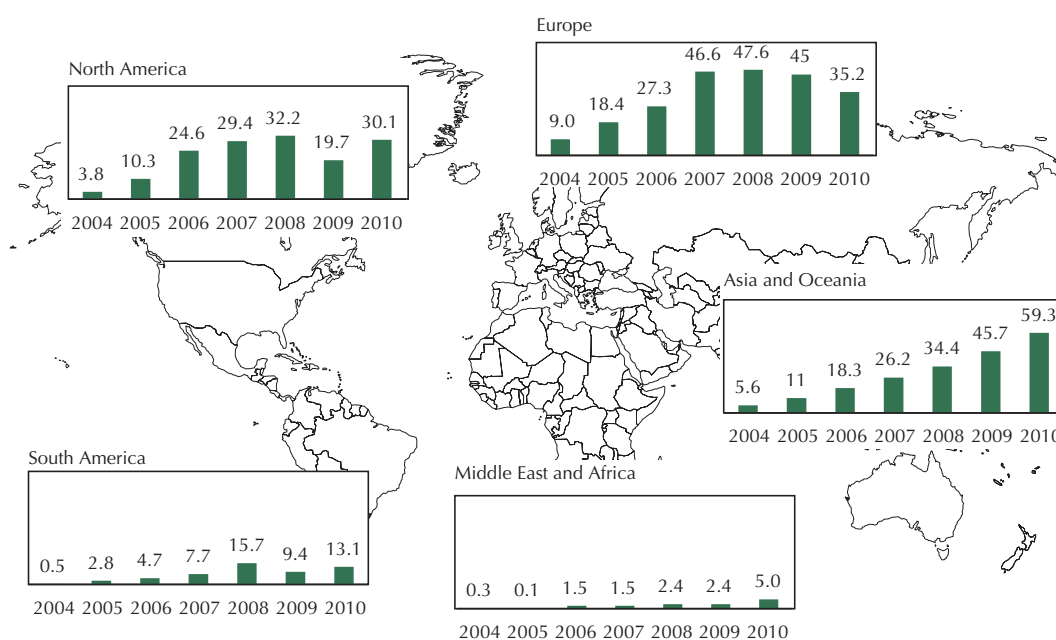 Europe
46.6 47.6 45 35.2
27.3
18.4
9.0
2004 2005 2006 2007 2008 2009 2010
North America
24.6 29.4 32.2 19.7 30.1
3.8 10.3
2004 2005 2006 2007 2008 2009 2010
Asia and Oceania
5.6 11 18.3 26.2 34.4 45.7 59.3
2004 2005 2006 2007 2008 2009 2010
South America
0.5 2.8 4.7 7.7 15.7 9.4 13.1
2004 2005 2006 2007 2008 2009 2010
Middle East and Africa
0.3 0.1 1.5 1.5 2.4 2.4 5.0
2004 2005 2006 2007 2008 2009 2010